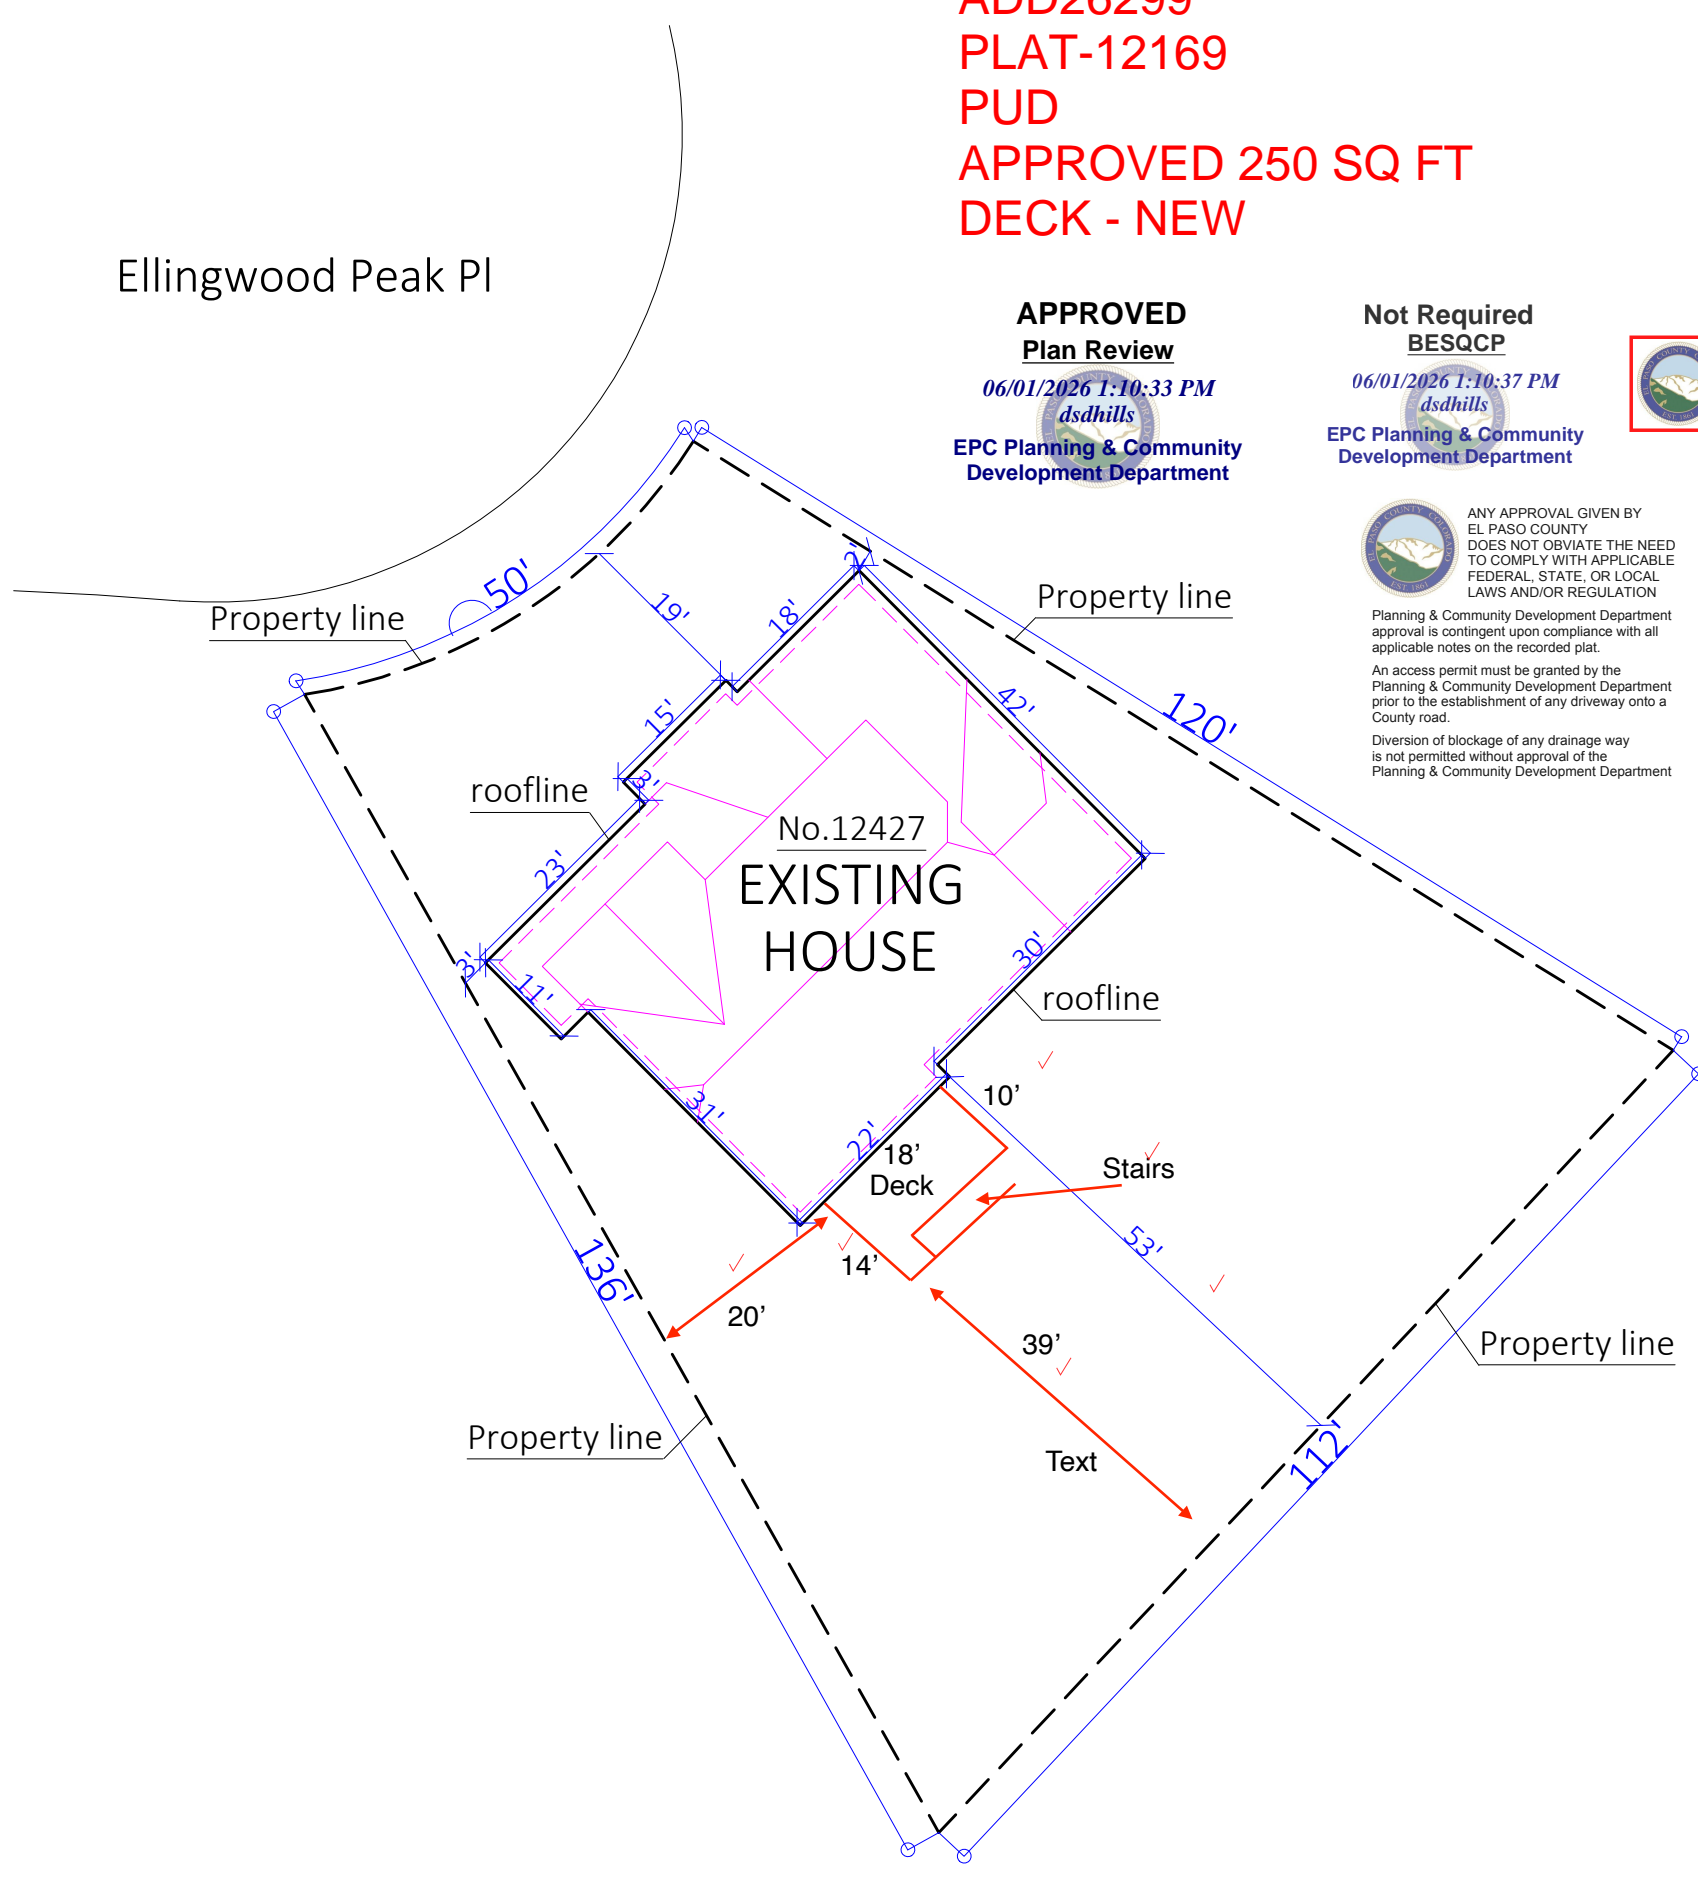 ADD26299
PLAT-12169
PUD
APPROVED 250 SQ FT
DECK - NEW
Ellingwood Peak Pl
APPROVED
Plan Review
06/01/2026 1:10:33 PM
dsdhills
EPC Planning & Community
Development Department
Not Required
BESQCP
06/01/2026 1:10:37 PM
dsdhills
EPC Planning & Community
Development Department
ANY APPROVAL GIVEN BY
EL PASO COUNTY
DOES NOT OBVIATE THE NEED
TO COMPLY WITH APPLICABLE
FEDERAL, STATE, OR LOCAL
LAWS AND/OR REGULATION
Planning & Community Development Department
approval is contingent upon compliance with all
applicable notes on the recorded plat.
An access permit must be granted by the
Planning & Community Development Department
prior to the establishment of any driveway onto a
County road.
Diversion of blockage of any drainage way
is not permitted without approval of the
Planning & Community Development Department
50'
Property line
19'
18'
2'
Property line
15'
42'
120'
3'
roofline
No.12427
EXISTING
HOUSE
23'
3'
11'
30'
roofline
31'
22'
10'
18'
Deck
Stairs
53'
14'
20'
136'
39'
Property line
Property line
Text
112'